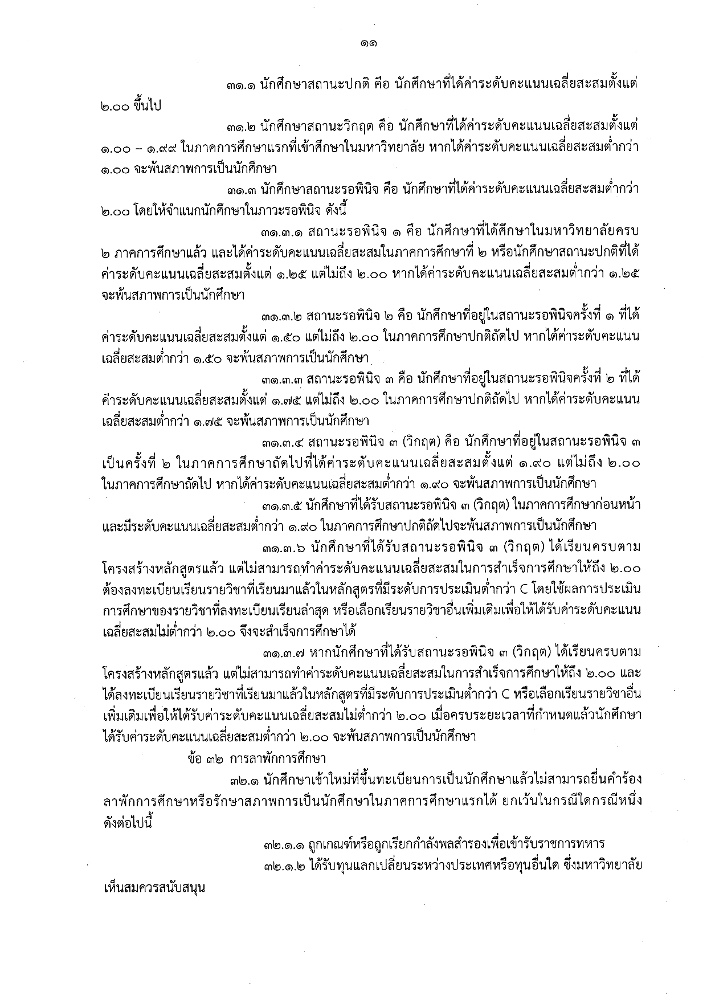 ๑๑
๓๑.๑ นักศึกษาสถานะปกติ คือ นักศึกษาที่ได้ค่าระดับคะแนนเฉลี่ยสะสมตั้งแต่
๒.๐๐ ขึ้นไป
๓๑.๒ นักศึกษาสถานะวิกฤต คือ นักศึกษาที่ได้ค่าระดับคะแนนเฉลี่ยสะสมตั้งแต่
๑.๐๐ – ๑.๙๙ ในภาคการศึกษาแรกที่เข้าศึกษาในมหาวิทยาลัย หากได้ค่าระดับคะแนนเฉลี่ยสะสมต่ำกว่า
๑.๐๐ จะพ้นสภาพการเป็นนักศึกษา
๓๑.๓ นักศึกษาสถานะรอพินิจ คือ นักศึกษาที่ได้ค่าระดับคะแนนเฉลี่ยสะสมต่ำกว่า
๒.๐๐ โดยให้จำแนกนักศึกษาในภาวะรอพินิจ ดังนี้
๓๑.๓.๑ สถานะรอพินิจ ๑ คือ นักศึกษาที่ได้ศึกษาในมหาวิทยาลัยครบ
๒ ภาคการศึกษาแล้ว และได้ค่าระดับคะแนนเฉลี่ยสะสมในภาคการศึกษาที่ ๒ หรือนักศึกษาสถานะปกติที่ได้
ค่าระดับคะแนนเฉลี่ยสะสมตั้งแต่ ๑.๒๕ แต่ไม่ถึง ๒.๐๐ หากได้ค่าระดับคะแนนเฉลี่ยสะสมต่ำกว่า ๑.๒๕
จะพ้นสภาพการเป็นนักศึกษา
๓๑.๓.๒ สถานะรอพินิจ ๒ คือ นักศึกษาที่อยู่ในสถานะรอพินิจครั้งที่ ๑ ที่ได้
ค่าระดับคะแนนเฉลี่ยสะสมตั้งแต่ ๑.๕๐ แต่ไม่ถึง ๒.๐๐ ในภาคการศึกษาปกติถัดไป หากได้ค่าระดับคะแนน
เฉลี่ยสะสมต่ำกว่า ๑.๕๐ จะพ้นสภาพการเป็นนักศึกษา
๓๑.๓.๓ สถานะรอพินิจ ๓ คือ นักศึกษาที่อยู่ในสถานะรอพินิจครั้งที่ ๒ ที่ได้
ค่าระดับคะแนนเฉลี่ยสะสมตั้งแต่ ๑.๗๕ แต่ไม่ถึง ๒.๐๐ ในภาคการศึกษาปกติถัดไป หากได้ค่าระดับคะแนน
เฉลี่ยสะสมต่ำกว่า ๑.๗๕ จะพ้นสภาพการเป็นนักศึกษา
๓๑.๓.๔ สถานะรอพินิจ ๓ (วิกฤต) คือ นักศึกษาที่อยู่ในสถานะรอพินิจ ๓
เป็นครั้งที่ ๒ ในภาคการศึกษาถัดไปที่ได้ค่าระดับคะแนนเฉลี่ยสะสมตั้งแต่ ๑.๙๐ แต่ไม่ถึง ๒.๐๐
ในภาคการศึกษาถัดไป หากได้ค่าระดับคะแนนเฉลี่ยสะสมต่ำกว่า ๑.๙๐ จะพ้นสภาพการเป็นนักศึกษา
๓๑.๓.๕ นักศึกษาที่ได้รับสถานะรอพินิจ ๓ (วิกฤต) ในภาคการศึกษาก่อนหน้า
และมีระดับคะแนนเฉลี่ยสะสมต่ำกว่า ๑.๙๐ ในภาคการศึกษาปกติถัดไปจะพ้นสภาพการเป็นนักศึกษา
๓๑.๓.๖ นักศึกษาที่ได้รับสถานะรอพินิจ ๓ (วิกฤต) ได้เรียนครบตาม
โครงสร้างหลักสูตรแล้ว แต่ไม่สามารถทำค่าระดับคะแนนเฉลี่ยสะสมในการสำเร็จการศึกษาให้ถึง ๒.๐๐
ต้องลงทะเบียนเรียนรายวิชาที่เรียนมาแล้วในหลักสูตรที่มีระดับการประเมินต่ำกว่า C โดยใช้ผลการประเมิน
การศึกษาของรายวิชาที่ลงทะเบียนเรียนล่าสุด หรือเลือกเรียนรายวิชาอื่นเพิ่มเติมเพื่อให้ได้รับค่าระดับคะแนน
เฉลี่ยสะสมไม่ต่ำกว่า ๒.๐๐ จึงจะสำเร็จการศึกษาได้
๓๑.๓.๗ หากนักศึกษาที่ได้รับสถานะรอพินิจ ๓ (วิกฤต) ได้เรียนครบตาม
โครงสร้างหลักสูตรแล้ว แต่ไม่สามารถทำค่าระดับคะแนนเฉลี่ยสะสมในการสำเร็จการศึกษาให้ถึง ๒.๐๐ และ
ได้ลงทะเบียนเรียนรายวิชาที่เรียนมาแล้วในหลักสูตรที่มีระดับการประเมินต่ำกว่า C หรือเลือกเรียนรายวิชาอื่น
เพิ่มเติมเพื่อให้ได้รับค่าระดับคะแนนเฉลี่ยสะสมไม่ต่ำกว่า ๒.๐๐ เมื่อครบระยะเวลาที่กำหนดแล้วนักศึกษา
ได้รับค่าระดับคะแนนเฉลี่ยสะสมต่ำกว่า ๒.๐๐ จะพ้นสภาพการเป็นนักศึกษา
ข้อ ๓๒ การลาพักการศึกษา
๓๒.๑ นักศึกษาเข้าใหม่ที่ขึ้นทะเบียนการเป็นนักศึกษาแล้วไม่สามารถยื่นคำร้อง
ลาพักการศึกษาหรือรักษาสภาพการเป็นนักศึกษาในภาคการศึกษาแรกได้ ยกเว้นในกรณีใดกรณีหนึ่ง
ดังต่อไปนี้
๓๒.๑.๑ ถูกเกณฑ์หรือถูกเรียกกำลังพลสำรองเพื่อเข้ารับราชการทหาร
๓๒.๑.๒ ได้รับทุนแลกเปลี่ยนระหว่างประเทศหรือทุนอื่นใด ซึ่งมหาวิทยาลัย
เห็นสมควรสนับสนุน